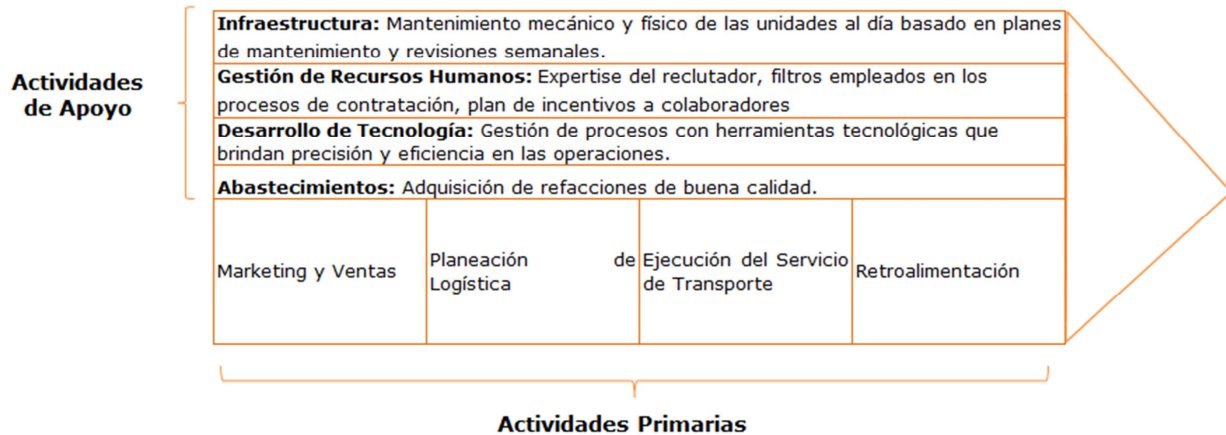 Actividades
de Apoyo
Infraestructura: Mantenimiento mecánico y físico de las unidades al día basado en planes
de mantenimiento y revisiones semanales.
Gestión de Recursos Humanos: Expertise del reclutador, filtros empleados en los
procesos de contratación, plan de incentivos a colaboradores
Desarrollo de Tecnología: Gestión de procesos con herramientas tecnológicas que
brindan precisión y eficiencia en las operaciones.
Abastecimientos: Adquisición de refacciones de buena calidad.
Marketing y Ventas
Planeación de
Logística
Ejecución del Servicio
de Transporte
Retroalimentación
Actividades Primarias